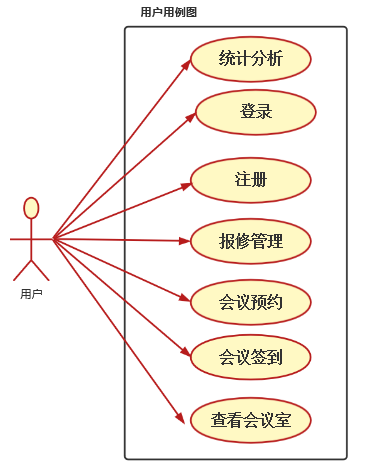 用户用例图
统计分析
登录
注册
报修管理
用户
会议预约
会议签到
查看会议室